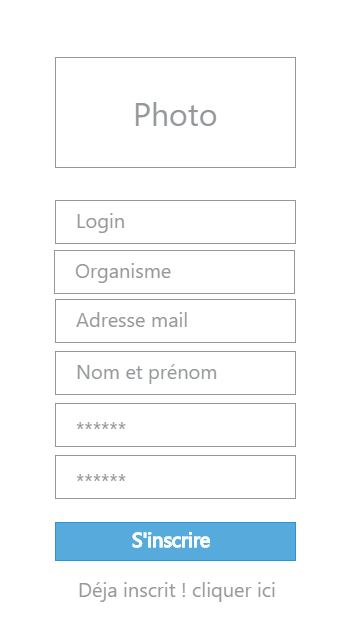 Photo
Login
Organisme
Adresse mail
Nom et prénom
******
******
S'inscrire
Déja inscrit ! cliquer ici